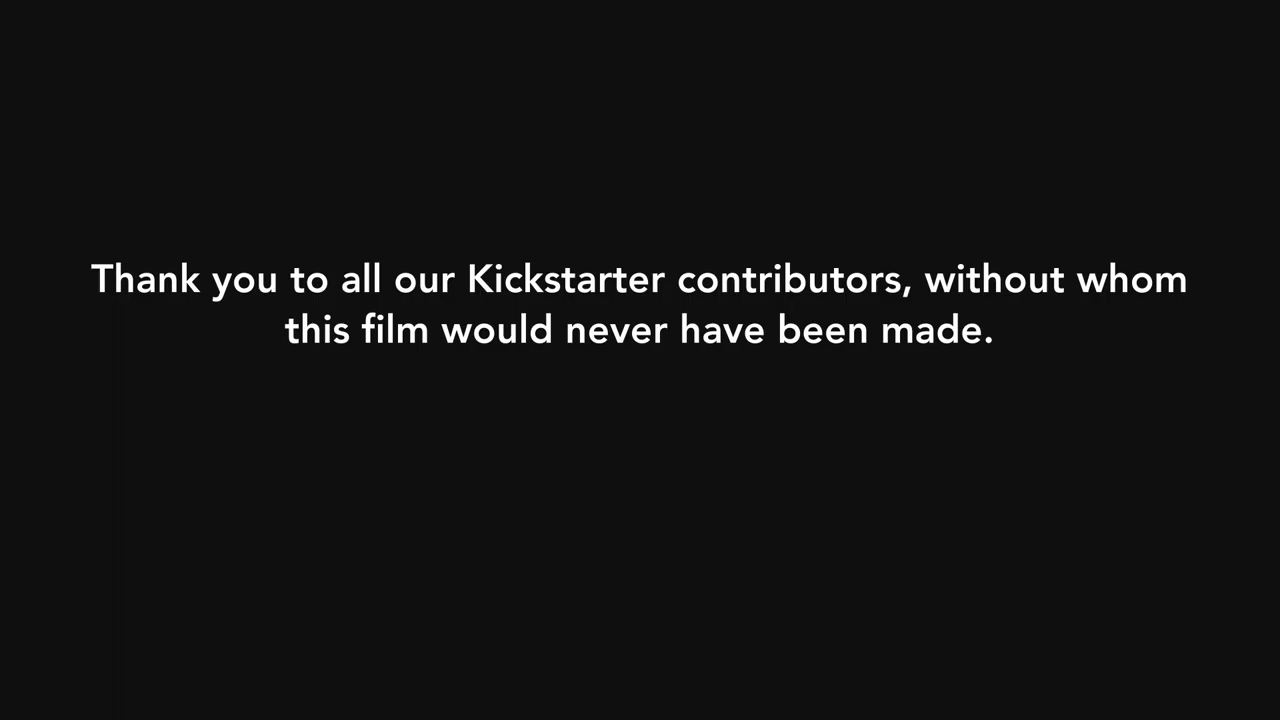 Thank you to all our Kickstarter contributors, without whom
this film would never have been made.